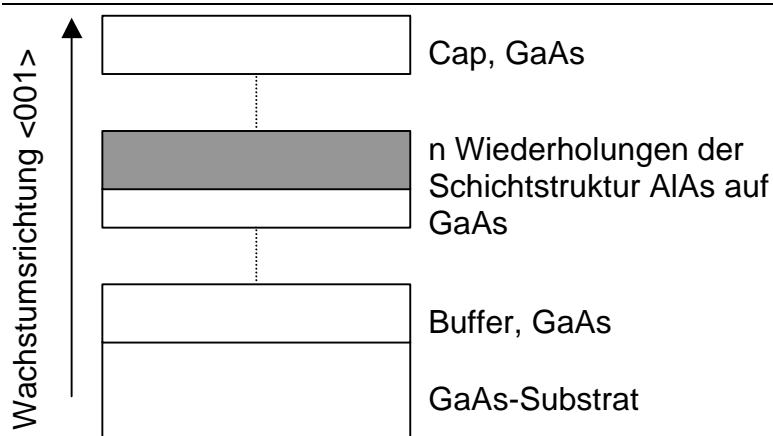 Wachstumsrichtung <001>
Cap, GaAs
n Wiederholungen der
Schichtstruktur AlAs auf
GaAs
Buffer, GaAs
GaAs-Substrat